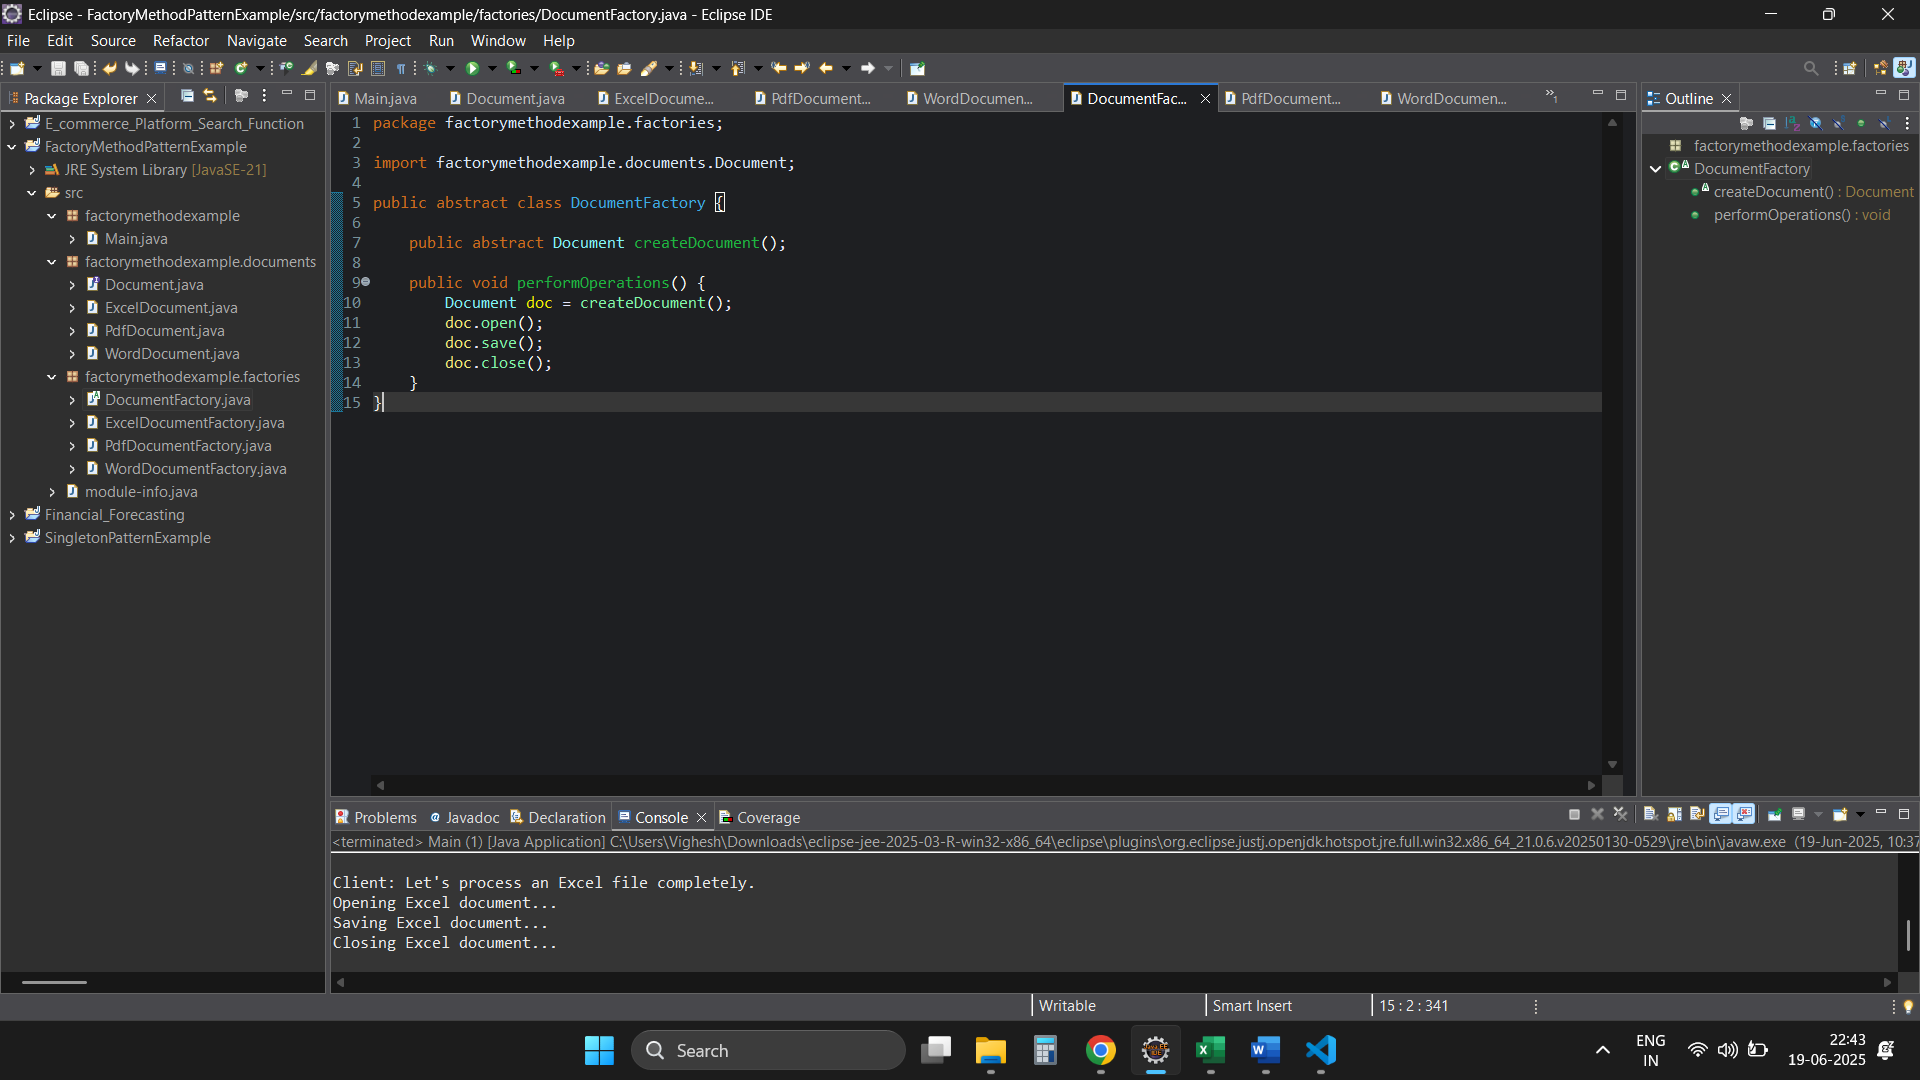 Eclipse - FactoryMethodPatternExample/src/factorymethodexample/factories/DocumentFactory.java - Eclipse IDE
File Edit Source Refactor Navigate Search Project Run Window Help
Package Explorer
E_commerce_Platform_Search_Function
FactoryMethodPatternExample
JRE System Library [JavaSE-21]
src
factorymethodexample
Main.java
factorymethodexample.documents
Document.java
ExcelDocument.java
PdfDocument.java
WordDocument.java
factorymethodexample.factories
DocumentFactory.java
ExcelDocumentFactory.java
PdfDocumentFactory.java
WordDocumentFactory.java
module-info.java
Financial_Forecasting
SingletonPatternExample
Main.java Document.java ExcelDocume... PdfDocument... WordDocumen... DocumentFac... PdfDocument... WordDocumen... »1
1 package factorymethodexample.factories;
2
3 import factorymethodexample.documents.Document;
4
5 public abstract class DocumentFactory {
6
7 public abstract Document createDocument();
8
9 public void performOperations() {
10 Document doc = createDocument();
11 doc.open();
12 doc.save();
13 doc.close();
14 }
15 }
Outline
factorymethodexample.factories
DocumentFactory
createDocument() : Document
performOperations() : void
Problems Javadoc Declaration Console Coverage
<terminated> Main (1) [Java Application] C:\Users\Vighesh\Downloads\eclipse-jee-2025-03-R-win32-x86_64\eclipse\plugins\org.eclipse.justj.openjdk.hotspot.jre.full.win32.x86_64_21.0.6.v20250130-0529\jre\bin\javaw.exe (19-Jun-2025, 10:37
Client: Let's process an Excel file completely.
Opening Excel document...
Saving Excel document...
Closing Excel document...
Writable Smart Insert 15 : 2 : 341
Search
ENG
IN
22:43
19-06-2025